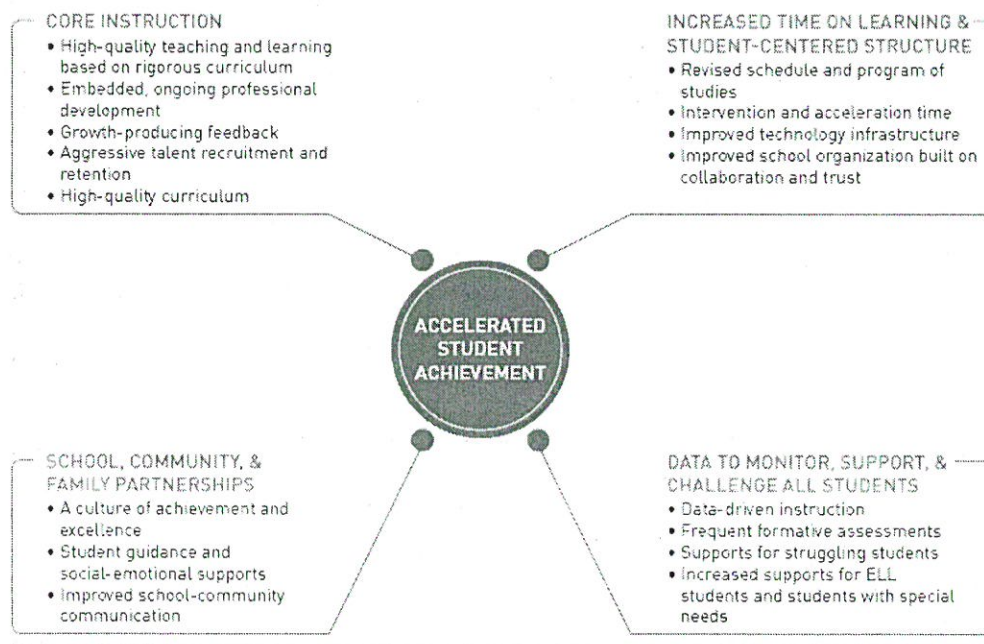 CORE INSTRUCTION
• High-quality teaching and learning
based on rigorous curriculum
• Embedded, ongoing professional
development
• Growth-producing feedback
• Aggressive talent recruitment and
retention
• High-quality curriculum
INCREASED TIME ON LEARNING &
STUDENT-CENTERED STRUCTURE
• Revised schedule and program of
studies
• Intervention and acceleration time
• Improved technology infrastructure
• Improved school organization built on
collaboration and trust
ACCELERATED
STUDENT
ACHIEVEMENT
SCHOOL, COMMUNITY, &
FAMILY PARTNERSHIPS
• A culture of achievement and
excellence
• Student guidance and
social-emotional supports
• Improved school-community
communication
DATA TO MONITOR, SUPPORT, &
CHALLENGE ALL STUDENTS
• Data-driven instruction
• Frequent formative assessments
• Supports for struggling students
• Increased supports for ELL
students and students with special
needs